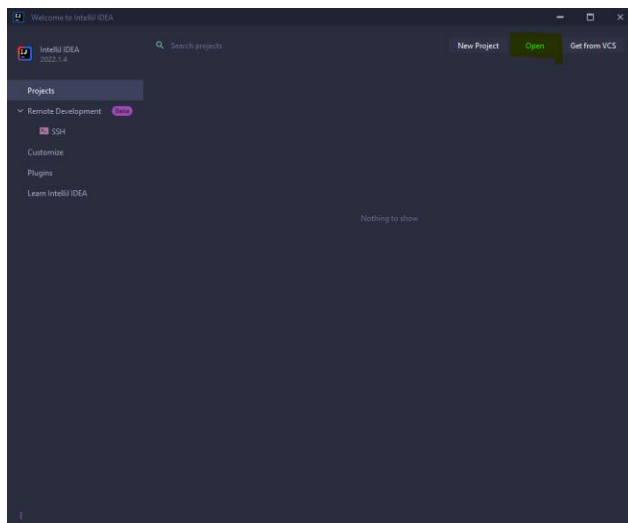 Welcome to IntelliJ IDEA
IntelliJ IDEA
2022.1.4
Search projects
New Project
Open
Get from VCS
Projects
Remote Development Beta
SSH
Customize
Plugins
Learn IntelliJ IDEA
Nothing to show